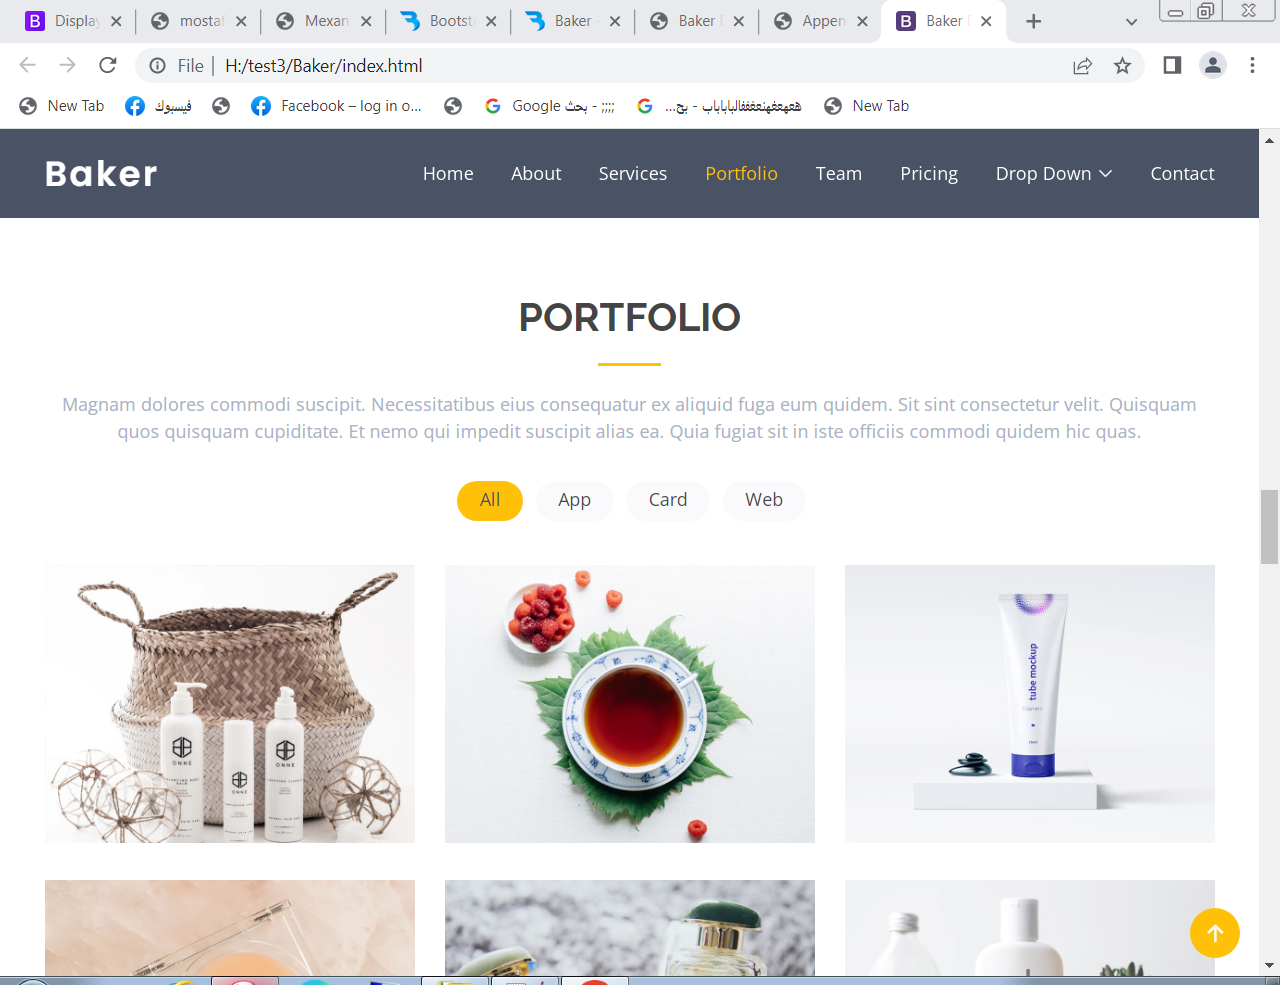 Display
mostaf
Mexan
Bootst
Baker
Baker
Appen
Baker
File | H:/test3/Baker/index.html
New Tab
فيسبوك
Facebook – log in o...
Google بحث - ;;;;
New Tab
Baker
Home About Services Portfolio Team Pricing Drop Down Contact
PORTFOLIO
Magnam dolores commodi suscipit. Necessitatibus eius consequatur ex aliquid fuga eum quidem. Sit sint consectetur velit. Quisquam
quos quisquam cupiditate. Et nemo qui impedit suscipit alias ea. Quia fugiat sit in iste officiis commodi quidem hic quas.
All App Card Web
ONNE
ONNE
ONNE
tube mockup